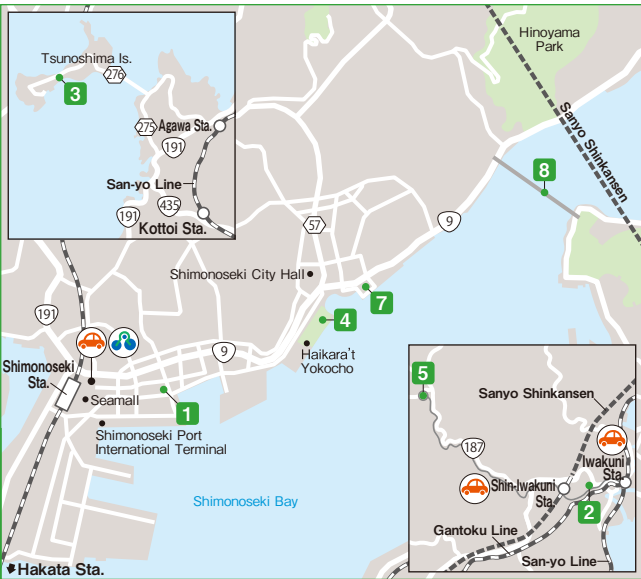 Tsunoshima Is.
276
3
275
Agawa Sta.
191
San-yo Line
435
191
Kottoi Sta.
Hinoyama
Park
Sanyo Shinkansen
8
9
57
Shimonoseki City Hall
7
4
Haikara't
Yokocho
191
9
Shimonoseki
Sta.
Seamall
1
Shimonoseki Port
International Terminal
Shimonoseki Bay
Hakata Sta.
5
Sanyo Shinkansen
187
Iwakuni
Sta.
Shin-Iwakuni
Sta.
2
Gantoku Line
San-yo Line